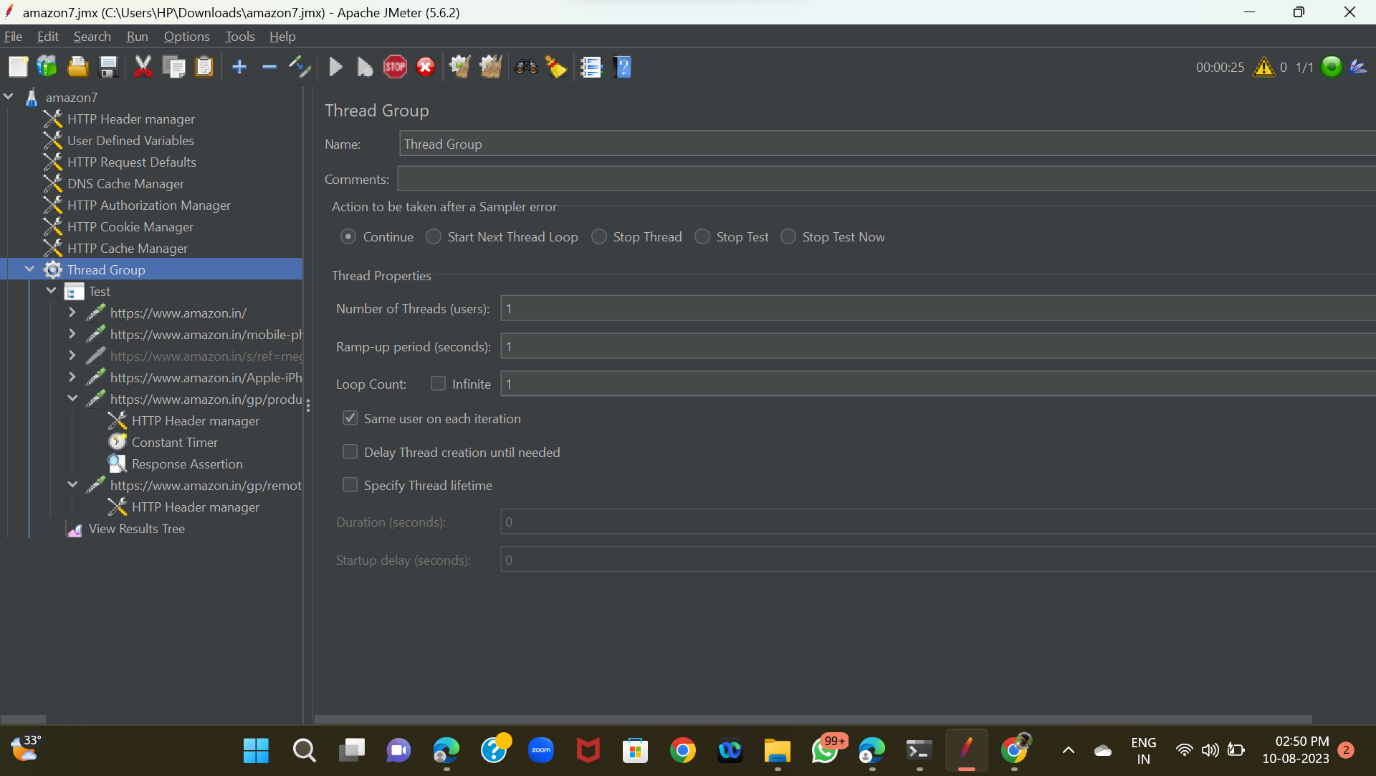 amazon7.jmx (C:\Users\HP\Downloads\amazon7.jmx) - Apache JMeter (5.6.2)
File Edit Search Run Options Tools Help
STOP
00:00:25 0 1/1
amazon7
HTTP Header manager
User Defined Variables
HTTP Request Defaults
DNS Cache Manager
HTTP Authorization Manager
HTTP Cookie Manager
HTTP Cache Manager
Thread Group
Test
https://www.amazon.in/
https://www.amazon.in/mobile-ph
https://www.amazon.in/s/ref=meg
https://www.amazon.in/Apple-iPh
https://www.amazon.in/gp/produ
HTTP Header manager
Constant Timer
Response Assertion
https://www.amazon.in/gp/remot
HTTP Header manager
View Results Tree
Thread Group
Name: Thread Group
Comments:
Action to be taken after a Sampler error
Continue Start Next Thread Loop Stop Thread Stop Test Stop Test Now
Thread Properties
Number of Threads (users): 1
Ramp-up period (seconds): 1
Loop Count: Infinite 1
Same user on each iteration
Delay Thread creation until needed
Specify Thread lifetime
Duration (seconds): 0
Startup delay (seconds): 0
33°
zoom
99+
ENG
IN
02:50 PM
10-08-2023
2